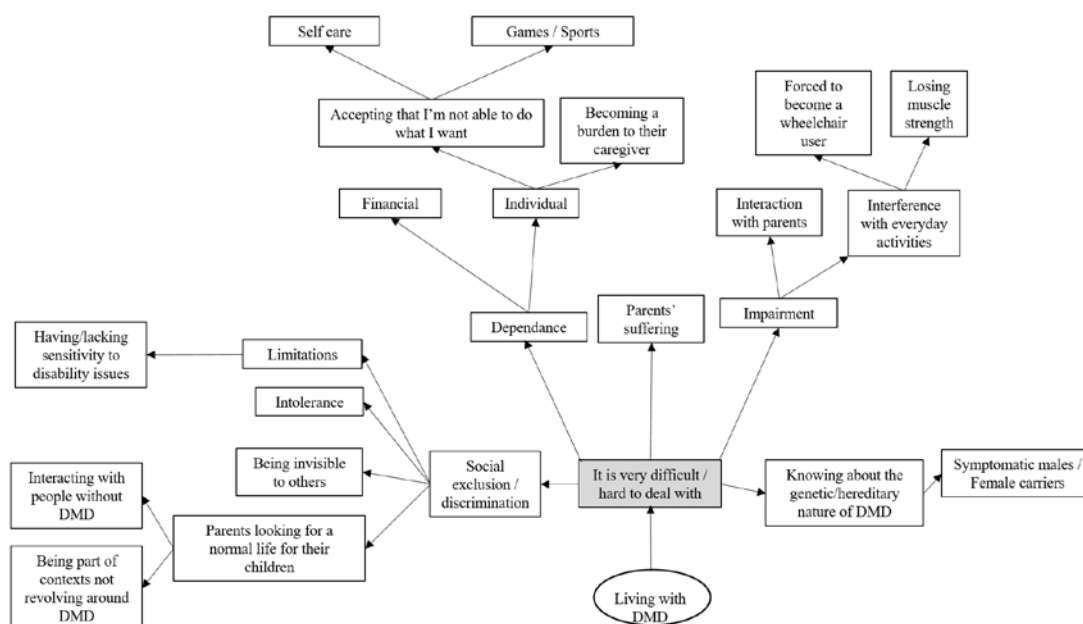 Self care
Games / Sports
Forced to
become a
wheelchair
user
Losing
muscle
strength
Accepting that I'm not able to do
what I want
Becoming a
burden to their
caregiver
Financial
Individual
Interaction
with parents
Interference
with everyday
activities
Dependance
Parents'
suffering
Impairment
Having/lacking
sensitivity to
disability issues
Limitations
Intolerance
Being invisible
to others
Social
exclusion /
discrimination
It is very difficult /
hard to deal with
Knowing about the
genetic/hereditary
nature of DMD
Symptomatic males /
Female carriers
Interacting with
people without
DMD
Parents looking for a
normal life for their
children
Being part of
contexts not
revolving around
DMD
Living with
DMD